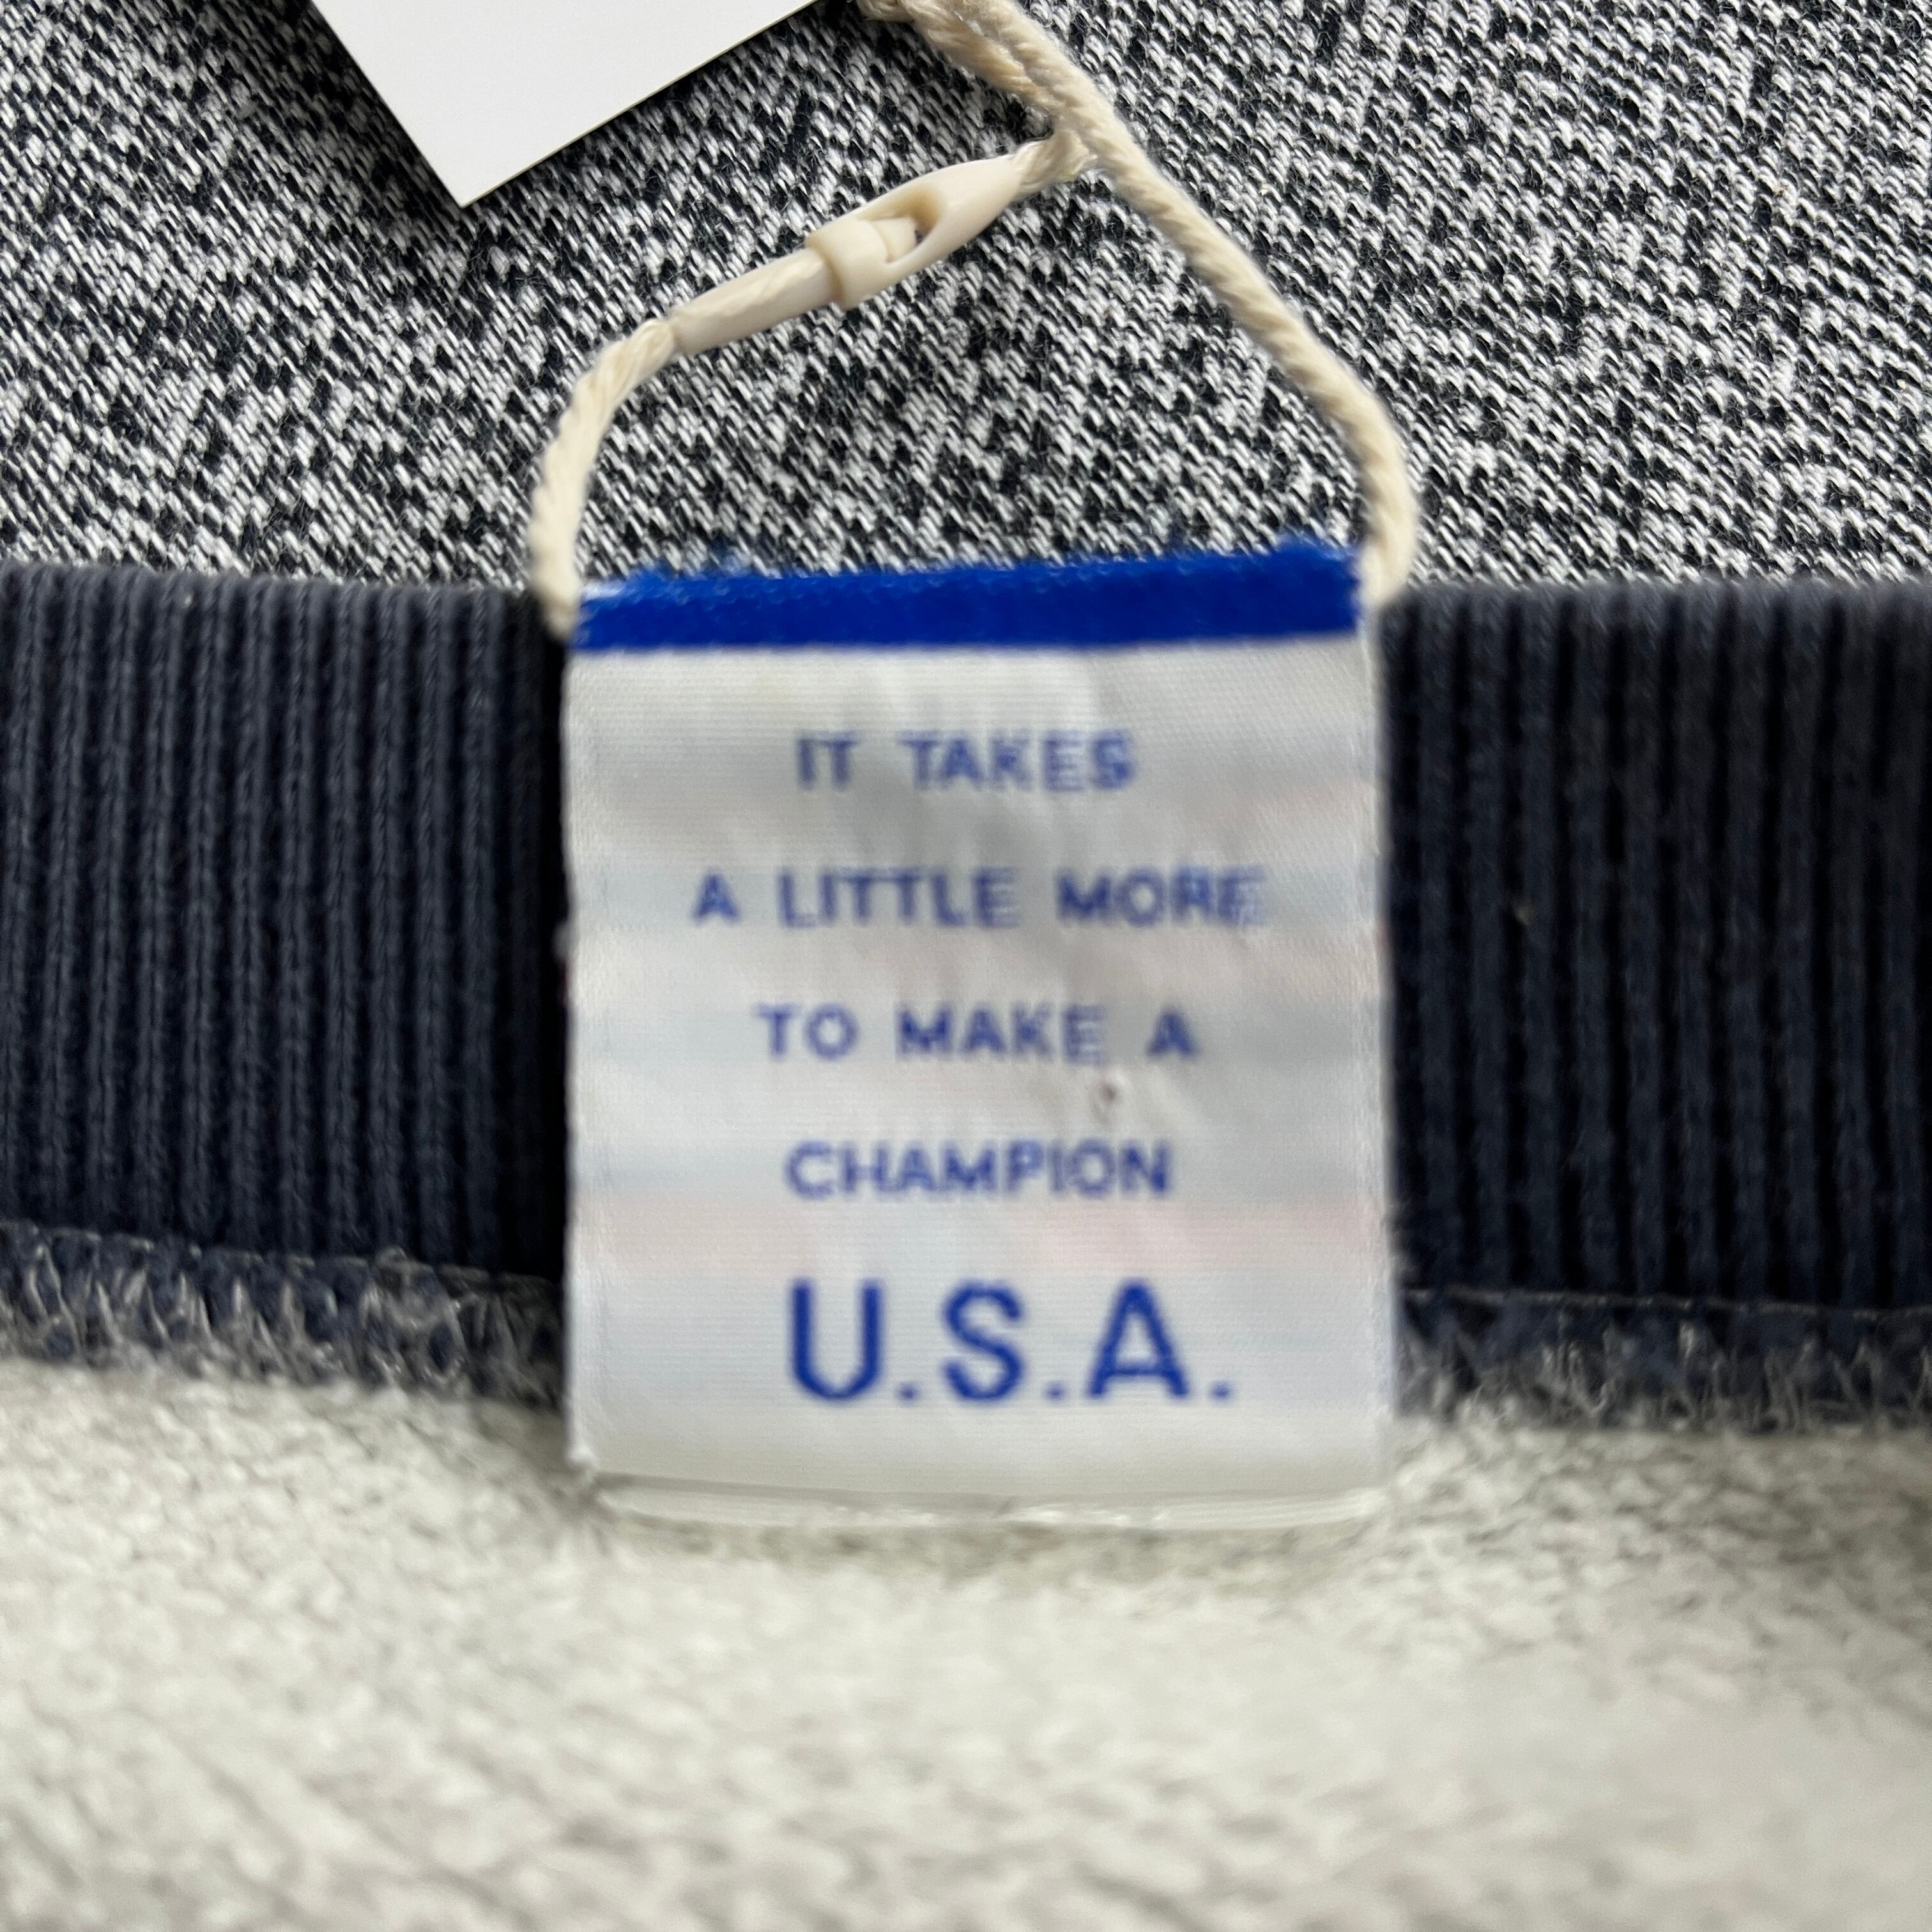 IT TAKES
A LITTLE MORE
TO MAKE A
CHAMPION
U.S.A.